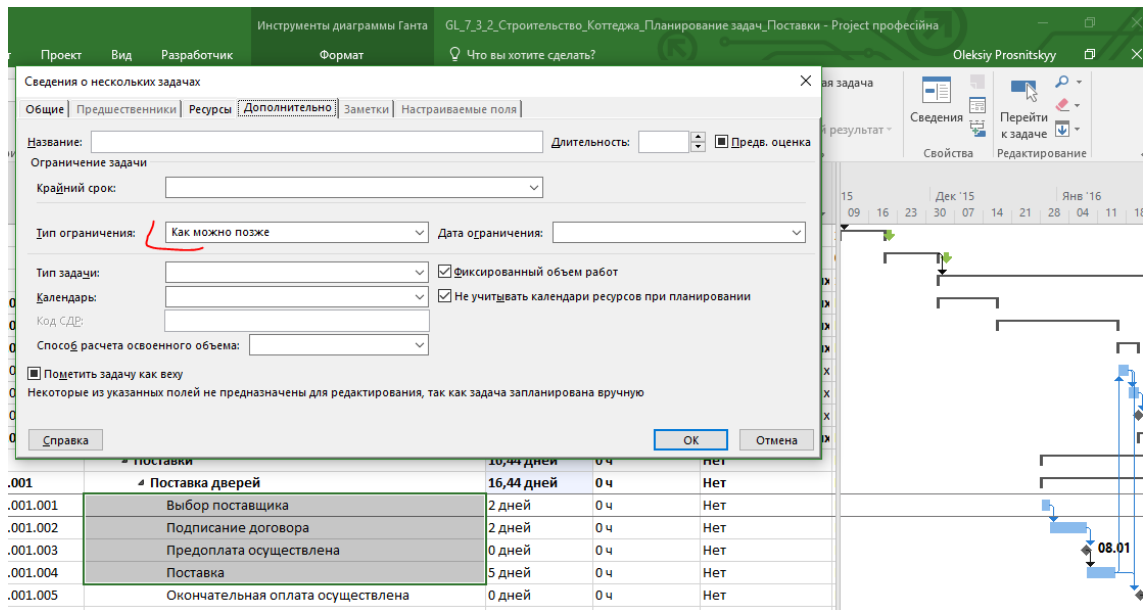 Инструменты диаграммы Ганта GL_7_3_2_Строительство_Коттеджа_Планирование задач_Поставки - Project професійна
Проект Вид Разработчик Формат Что вы хотите сделать? Oleksiy Prosnitskyy
Сведения о нескольких задачах
Общие Предшественники Ресурсы Дополнительно Заметки Настраиваемые поля
Название: Длительность: Предв. оценка
Ограничение задачи
Крайний срок:
Тип ограничения: Как можно позже Дата ограничения:
Тип задачи: Фиксированный объем работ
Календарь: Не учитывать календари ресурсов при планировании
Код СДР:
Способ расчета освоенного объема:
Пометить задачу как веху
Некоторые из указанных полей не предназначены для редактирования, так как задача запланирована вручную
Справка ОК Отмена
ая задача
й результат
Сведения
Перейти
к задаче
Свойства Редактирование
15 Дек '15 Янв '16
09 16 23 30 07 14 21 28 04 11 18
Поставки 16,44 дней 0 ч Нет
.001 Поставка дверей 16,44 дней 0 ч Нет
.001.001 Выбор поставщика 2 дней 0 ч Нет
.001.002 Подписание договора 2 дней 0 ч Нет
.001.003 Предоплата осуществлена 0 дней 0 ч Нет 08.01
.001.004 Поставка 5 дней 0 ч Нет
.001.005 Окончательная оплата осуществлена 0 дней 0 ч Нет